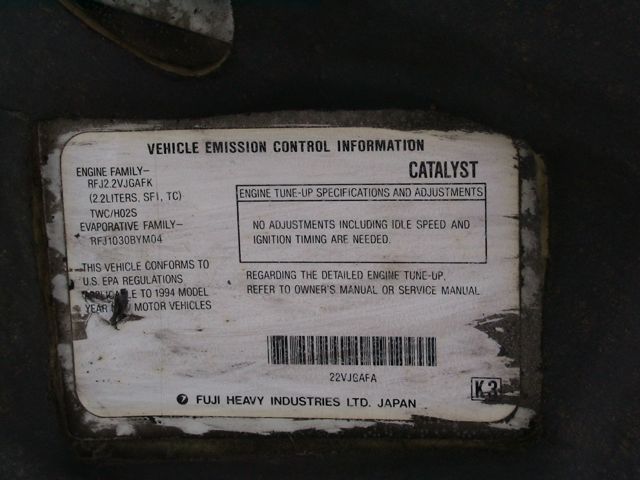 VEHICLE EMISSION CONTROL INFORMATION
ENGINE FAMILY-
RFJ2.2VJGAFK
(2.2LITERS, SFI, TC)
TWC/HO2S
EVAPORATIVE FAMILY-
RFJ1030BYM04
THIS VEHICLE CONFORMS TO
U.S. EPA REGULATIONS
APPLICABLE TO 1994 MODEL
YEAR MOTOR VEHICLES
CATALYST
ENGINE TUNE-UP SPECIFICATIONS AND ADJUSTMENTS
NO ADJUSTMENTS INCLUDING IDLE SPEED AND
IGNITION TIMING ARE NEEDED.
REGARDING THE DETAILED ENGINE TUNE-UP,
REFER TO OWNER'S MANUAL OR SERVICE MANUAL
22VJGAFA
K3
7 FUJI HEAVY INDUSTRIES LTD. JAPAN